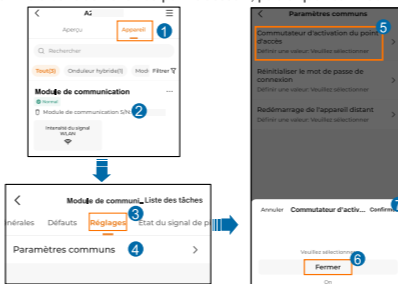 A
Aperçu
Appareil
1
Rechercher
Tout(3)
Onduleur hybride(1)
Mod
Filtrer
Module de communication
Normal
Module de communication S/N
2
Intensité du signal
WLAN
Module de communi...
Liste des tâches
3
nérales
Défauts
Réglages
État du signal de p
Paramètres communs
4
Paramètres communs
5
Commutateur d'activation du point
d'accès
Définir une valeur: Veuillez sélectionner
Réinitialiser le mot de passe de
connexion
Définir une valeur: Veuillez sélectionner
Redémarrage de l'appareil distant
Définir une valeur: Veuillez sélectionner
7
Annuler
Commutateur d'activ...
Confirme
Veuillez sélectionner
6
Fermer
On